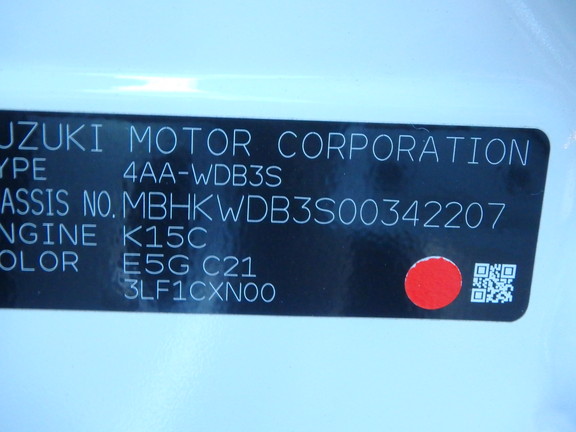 UZUKI MOTOR CORPORATION
YPE 4AA-WDB3S
ASSIS NO. MBHKWDB3S00342207
NGINE K15C
OLOR E5G C21
3LF1CXN00